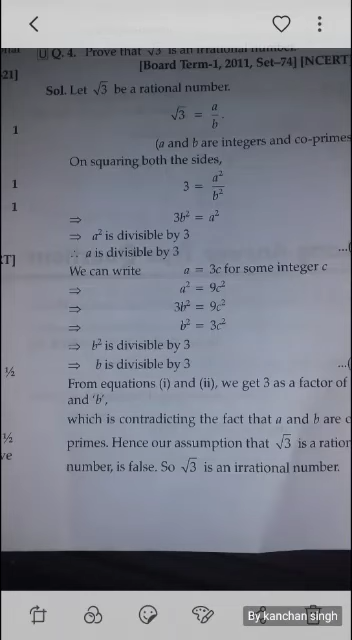 U Q. 4. Prove that √3 is an irrational number.
[Board Term-1, 2011, Set-74] [NCERT]
21]
Sol. Let √3 be a rational number.
√3 = a/b.
1
(a and b are integers and co-primes
On squaring both the sides,
1
3 = a²/b²
1
⇒ 3b² = a²
⇒ a² is divisible by 3
∴ a is divisible by 3 ...(
T]
We can write a = 3c for some integer c
⇒ a² = 9c²
⇒ 3b² = 9c²
⇒ b² = 3c²
⇒ b² is divisible by 3
½
⇒ b is divisible by 3 ...(
From equations (i) and (ii), we get 3 as a factor of
and 'b',
which is contradicting the fact that a and b are c
½
primes. Hence our assumption that √3 is a ration
ve
number, is false. So √3 is an irrational number.
By kanchan singh